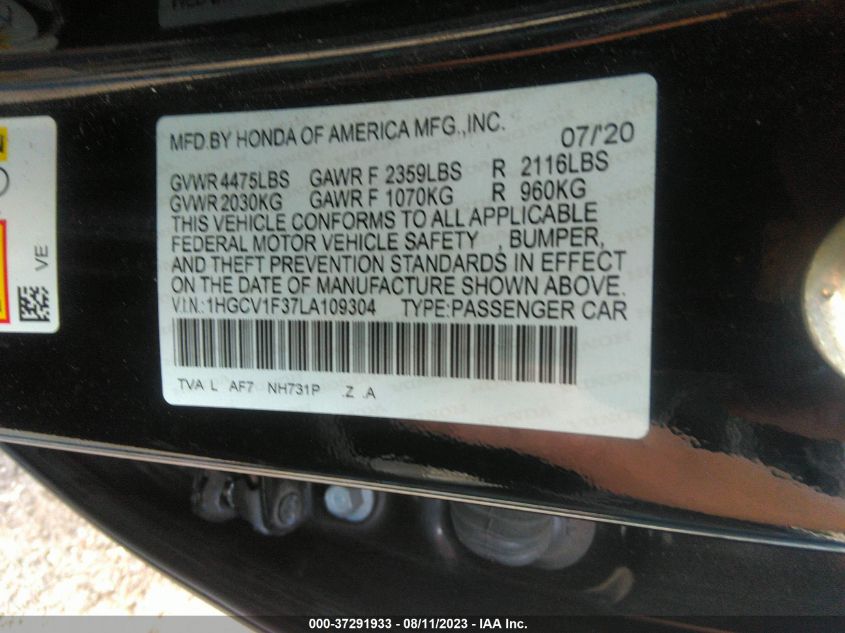 MFD.BY HONDA OF AMERICA MFG.,INC. 07/'20
GVWR 4475LBS GAWR F 2359LBS R 2116LBS
GVWR 2030KG GAWR F 1070KG R 960KG
THIS VEHICLE CONFORMS TO ALL APPLICABLE
FEDERAL MOTOR VEHICLE SAFETY , BUMPER,
AND THEFT PREVENTION STANDARDS IN EFFECT
ON THE DATE OF MANUFACTURE SHOWN ABOVE.
V.I.N.:1HGCV1F37LA109304 TYPE:PASSENGER CAR
TVA L AF7 NH731P .Z .A
VE
000-37291933 - 08/11/2023 - IAA Inc.